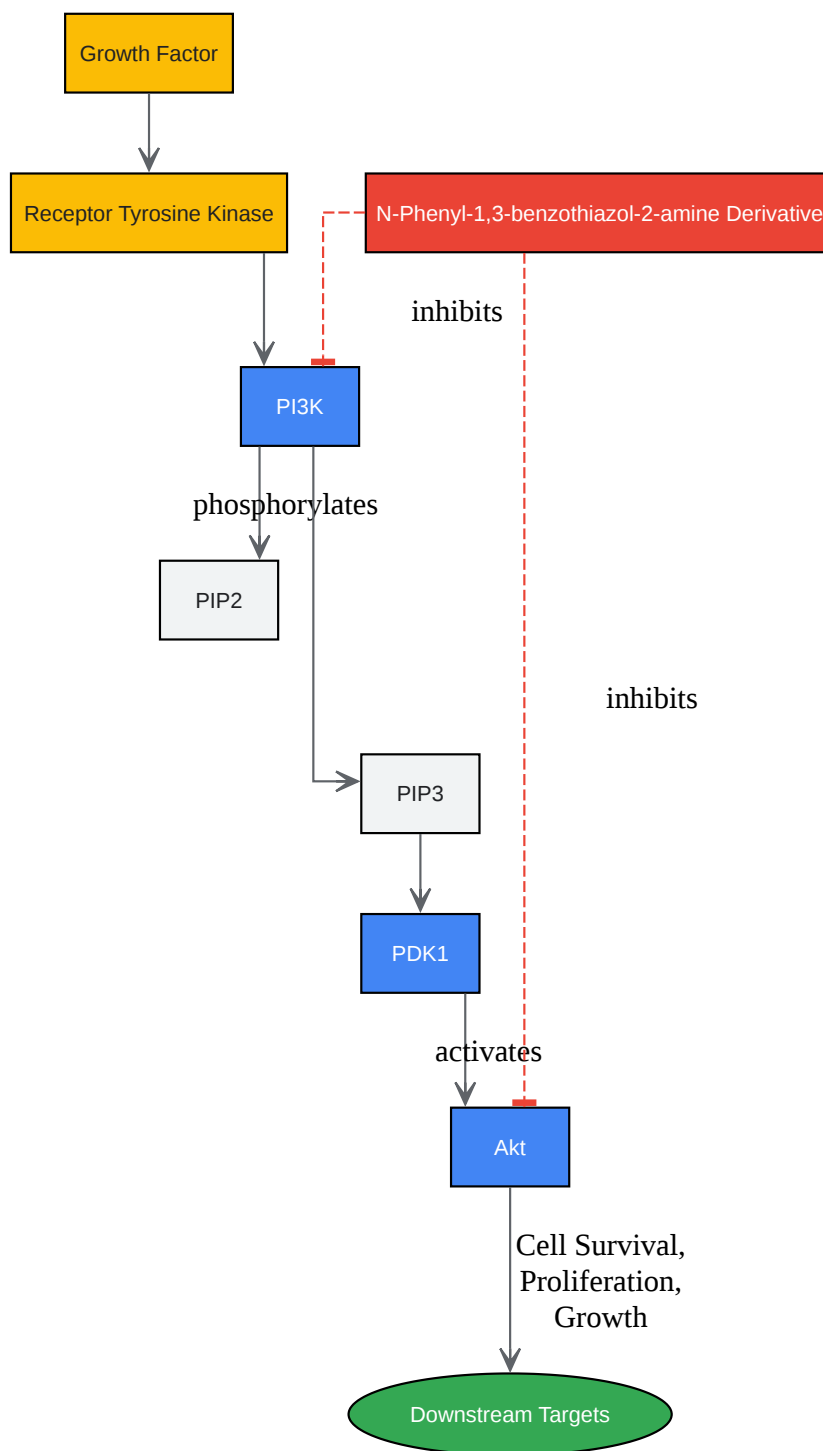 Growth Factor
Receptor Tyrosine Kinase
N-Phenyl-1,3-benzothiazol-2-amine Derivative
inhibits
PI3K
phosphorylates
PIP2
inhibits
PIP3
PDK1
activates
Akt
Cell Survival,
Proliferation,
Growth
Downstream Targets